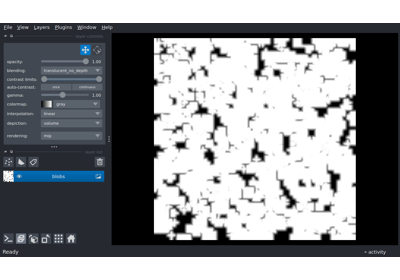 File View Layers Plugins Window Help
opacity: 1.00
blending: translucent_no_depth
contrast limits:
auto-contrast: once continuous
gamma: 1.00
colormap: gray
interpolation: linear
depiction: volume
rendering: mip
blobs
Ready activity